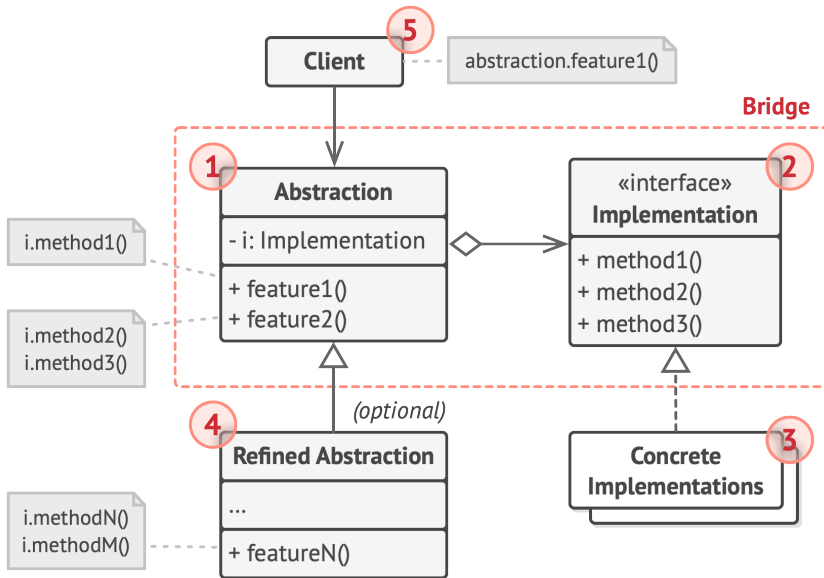 5
Client
abstraction.feature1()
Bridge
1
Abstraction
- i: Implementation
+ feature1()
+ feature2()
2
«interface»
Implementation
+ method1()
+ method2()
+ method3()
i.method1()
i.method2()
i.method3()
(optional)
4
Refined Abstraction
...
+ featureN()
3
Concrete
Implementations
i.methodN()
i.methodM()